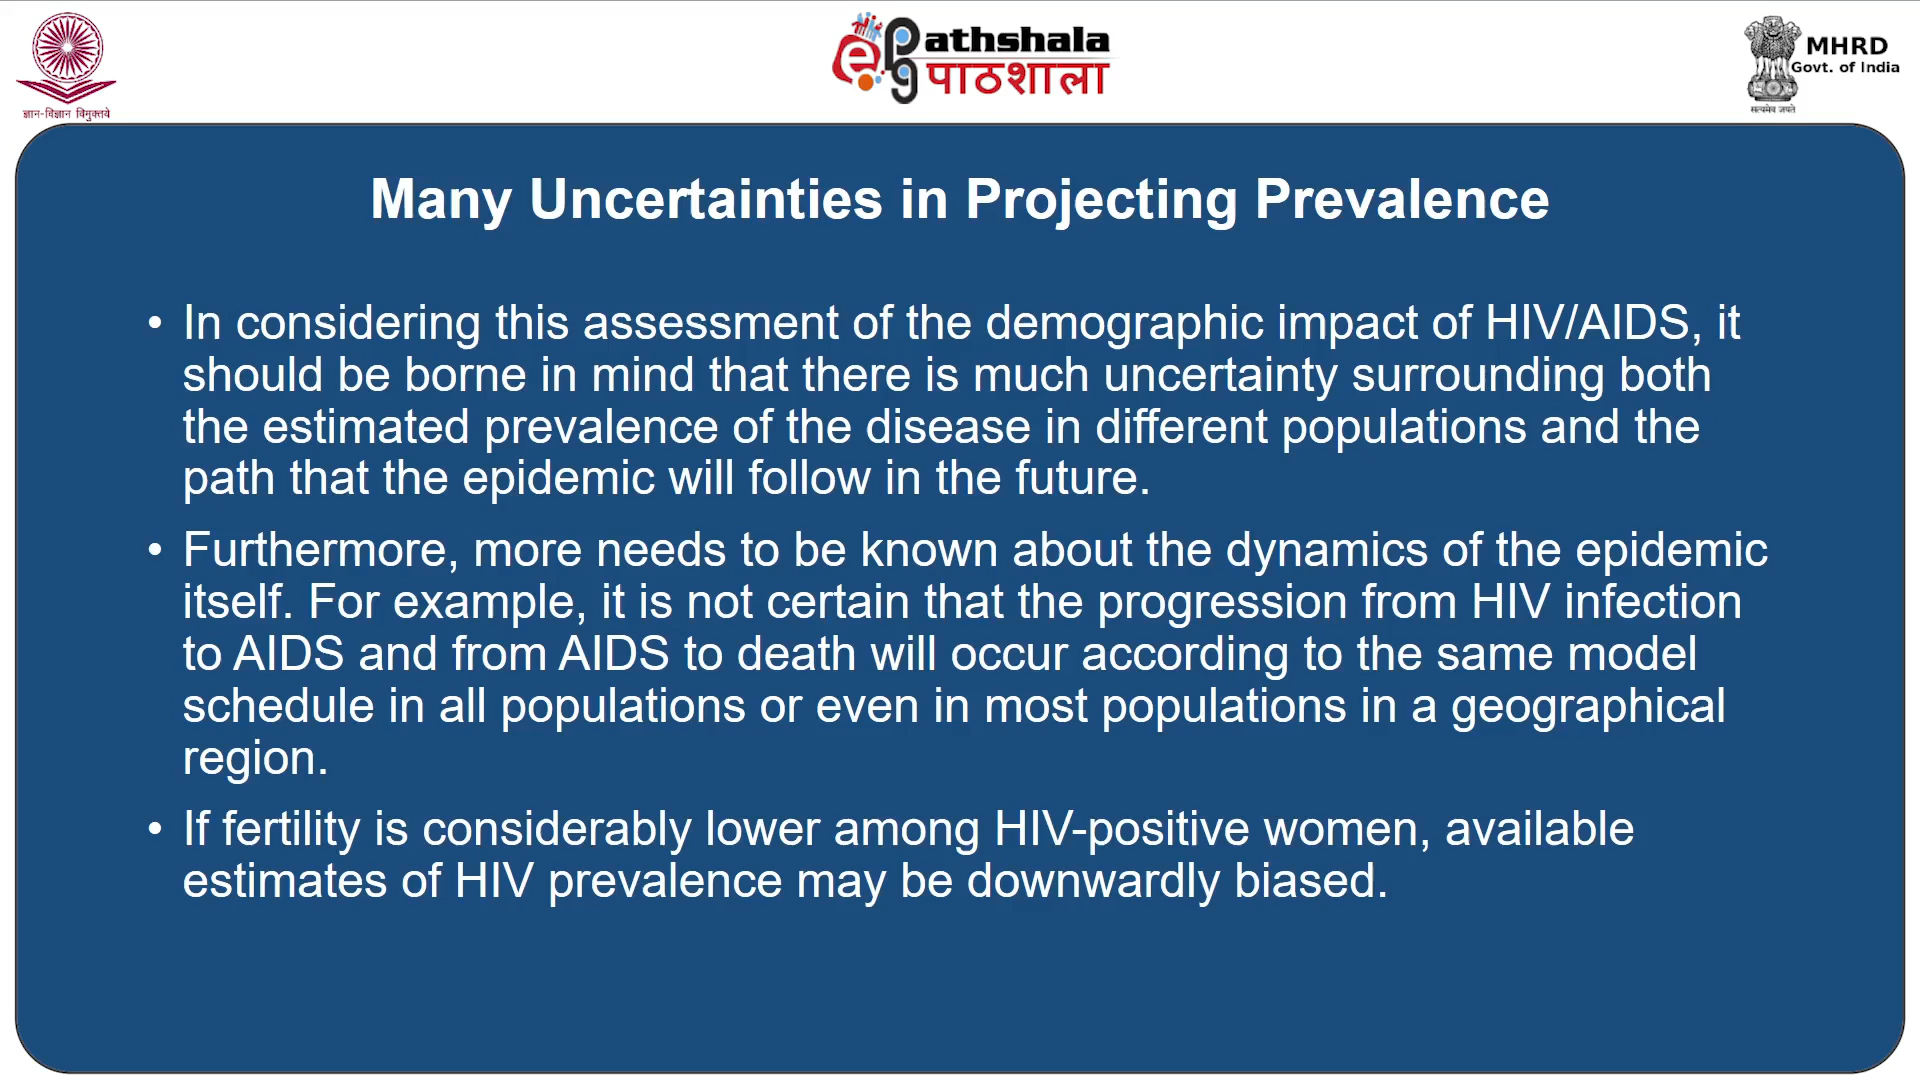 ज्ञान-विज्ञान विमुक्तये
ePG Pathshala
पाठशाला
MHRD
Govt. of India
सत्यमेव जयते
Many Uncertainties in Projecting Prevalence
• In considering this assessment of the demographic impact of HIV/AIDS, it
should be borne in mind that there is much uncertainty surrounding both
the estimated prevalence of the disease in different populations and the
path that the epidemic will follow in the future.
• Furthermore, more needs to be known about the dynamics of the epidemic
itself. For example, it is not certain that the progression from HIV infection
to AIDS and from AIDS to death will occur according to the same model
schedule in all populations or even in most populations in a geographical
region.
• If fertility is considerably lower among HIV-positive women, available
estimates of HIV prevalence may be downwardly biased.